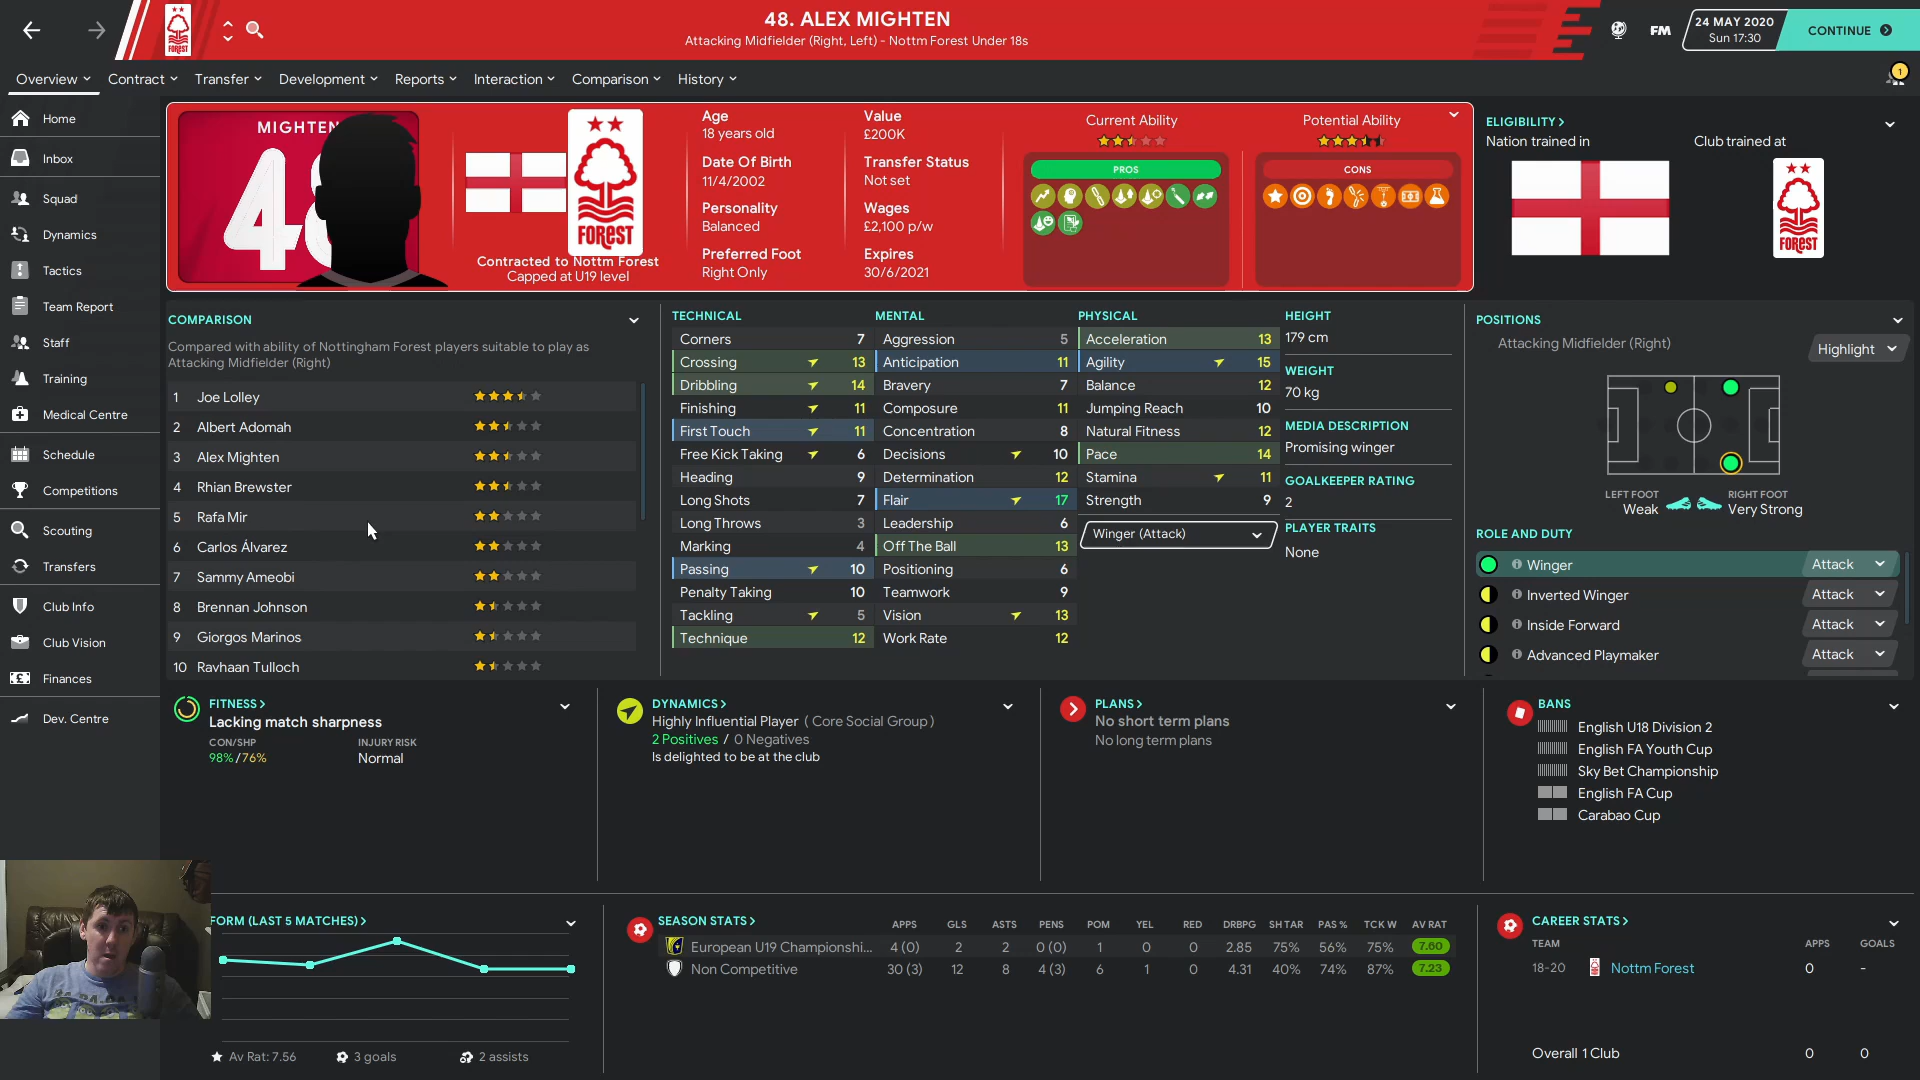 48. ALEX MIGHTEN
Attacking Midfielder (Right, Left) - Nottm Forest Under 18s
FOREST
FM
24 MAY 2020
Sun 17:30
CONTINUE
Overview
Contract
Transfer
Development
Reports
Interaction
Comparison
History
1
Home
Inbox
Squad
Dynamics
Tactics
Team Report
Staff
Training
Medical Centre
Schedule
Competitions
Scouting
Transfers
Club Info
Club Vision
Finances
Dev. Centre
MIGHTEN
FOREST
Contracted to Nottm Forest
Capped at U19 level
Age
18 years old
Date Of Birth
11/4/2002
Personality
Balanced
Preferred Foot
Right Only
Value
£200K
Transfer Status
Not set
Wages
£2,100 p/w
Expires
30/6/2021
Current Ability
PROS
Potential Ability
CONS
ELIGIBILITY >
Nation trained in
Club trained at
FOREST
COMPARISON
Compared with ability of Nottingham Forest players suitable to play as
Attacking Midfielder (Right)
1 Joe Lolley
2 Albert Adomah
3 Alex Mighten
4 Rhian Brewster
5 Rafa Mir
6 Carlos Álvarez
7 Sammy Ameobi
8 Brennan Johnson
9 Giorgos Marinos
10 Ravhaan Tulloch
TECHNICAL
Corners 7
Crossing 13
Dribbling 14
Finishing 11
First Touch 11
Free Kick Taking 6
Heading 9
Long Shots 7
Long Throws 3
Marking 4
Passing 10
Penalty Taking 10
Tackling 5
Technique 12
MENTAL
Aggression 5
Anticipation 11
Bravery 7
Composure 11
Concentration 8
Decisions 10
Determination 12
Flair 17
Leadership 6
Off The Ball 13
Positioning 6
Teamwork 9
Vision 13
Work Rate 12
PHYSICAL
Acceleration 13
Agility 15
Balance 12
Jumping Reach 10
Natural Fitness 12
Pace 14
Stamina 11
Strength 9
Winger (Attack)
HEIGHT
179 cm
WEIGHT
70 kg
MEDIA DESCRIPTION
Promising winger
GOALKEEPER RATING
2
PLAYER TRAITS
None
POSITIONS
Attacking Midfielder (Right)
Highlight
LEFT FOOT
Weak
RIGHT FOOT
Very Strong
ROLE AND DUTY
Winger Attack
Inverted Winger Attack
Inside Forward Attack
Advanced Playmaker Attack
FITNESS >
Lacking match sharpness
CON/SHP
98%/76%
INJURY RISK
Normal
DYNAMICS >
Highly Influential Player ( Core Social Group )
2 Positives / 0 Negatives
Is delighted to be at the club
PLANS >
No short term plans
No long term plans
BANS
English U18 Division 2
English FA Youth Cup
Sky Bet Championship
English FA Cup
Carabao Cup
FORM (LAST 5 MATCHES) >
Av Rat: 7.56
3 goals
2 assists
SEASON STATS > APPS GLS ASTS PENS POM YEL RED DRBPG SH TAR PAS % TCK W AV RAT
European U19 Championshi... 4 (0) 2 2 0 (0) 1 0 0 2.85 75% 56% 75% 7.60
Non Competitive 30 (3) 12 8 4 (3) 6 1 0 4.31 40% 74% 87% 7.23
CAREER STATS >
TEAM APPS GOALS
18-20 Nottm Forest 0 -
Overall 1 Club 0 0